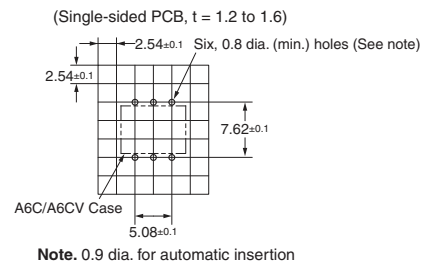 (Single-sided PCB, t = 1.2 to 1.6)
2.54±0.1
Six, 0.8 dia. (min.) holes (See note)
2.54±0.1
7.62±0.1
A6C/A6CV Case
5.08±0.1
Note. 0.9 dia. for automatic insertion